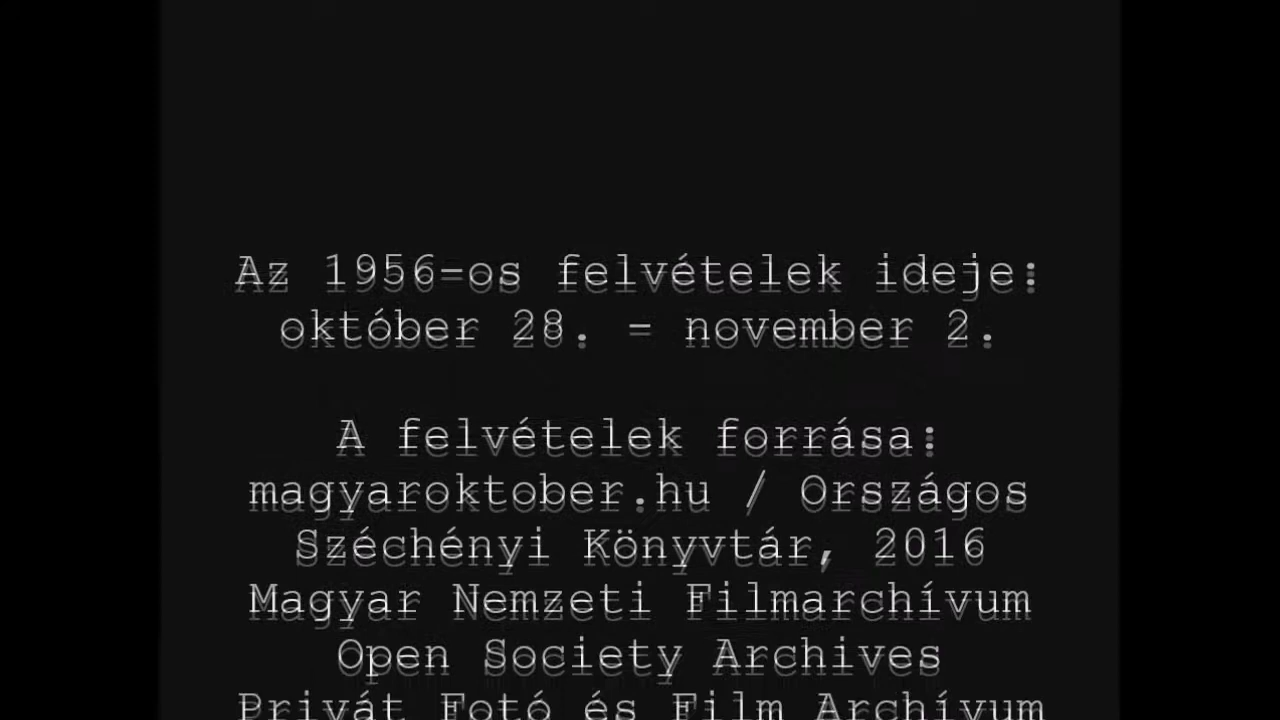 Az 1956-os felvételek ideje:
október 28. - november 2.
A felvételek forrása:
magyaroktober.hu / Országos
Széchényi Könyvtár, 2016
Magyar Nemzeti Filmarchívum
Open Society Archives
Privát Fotó és Film Archívum